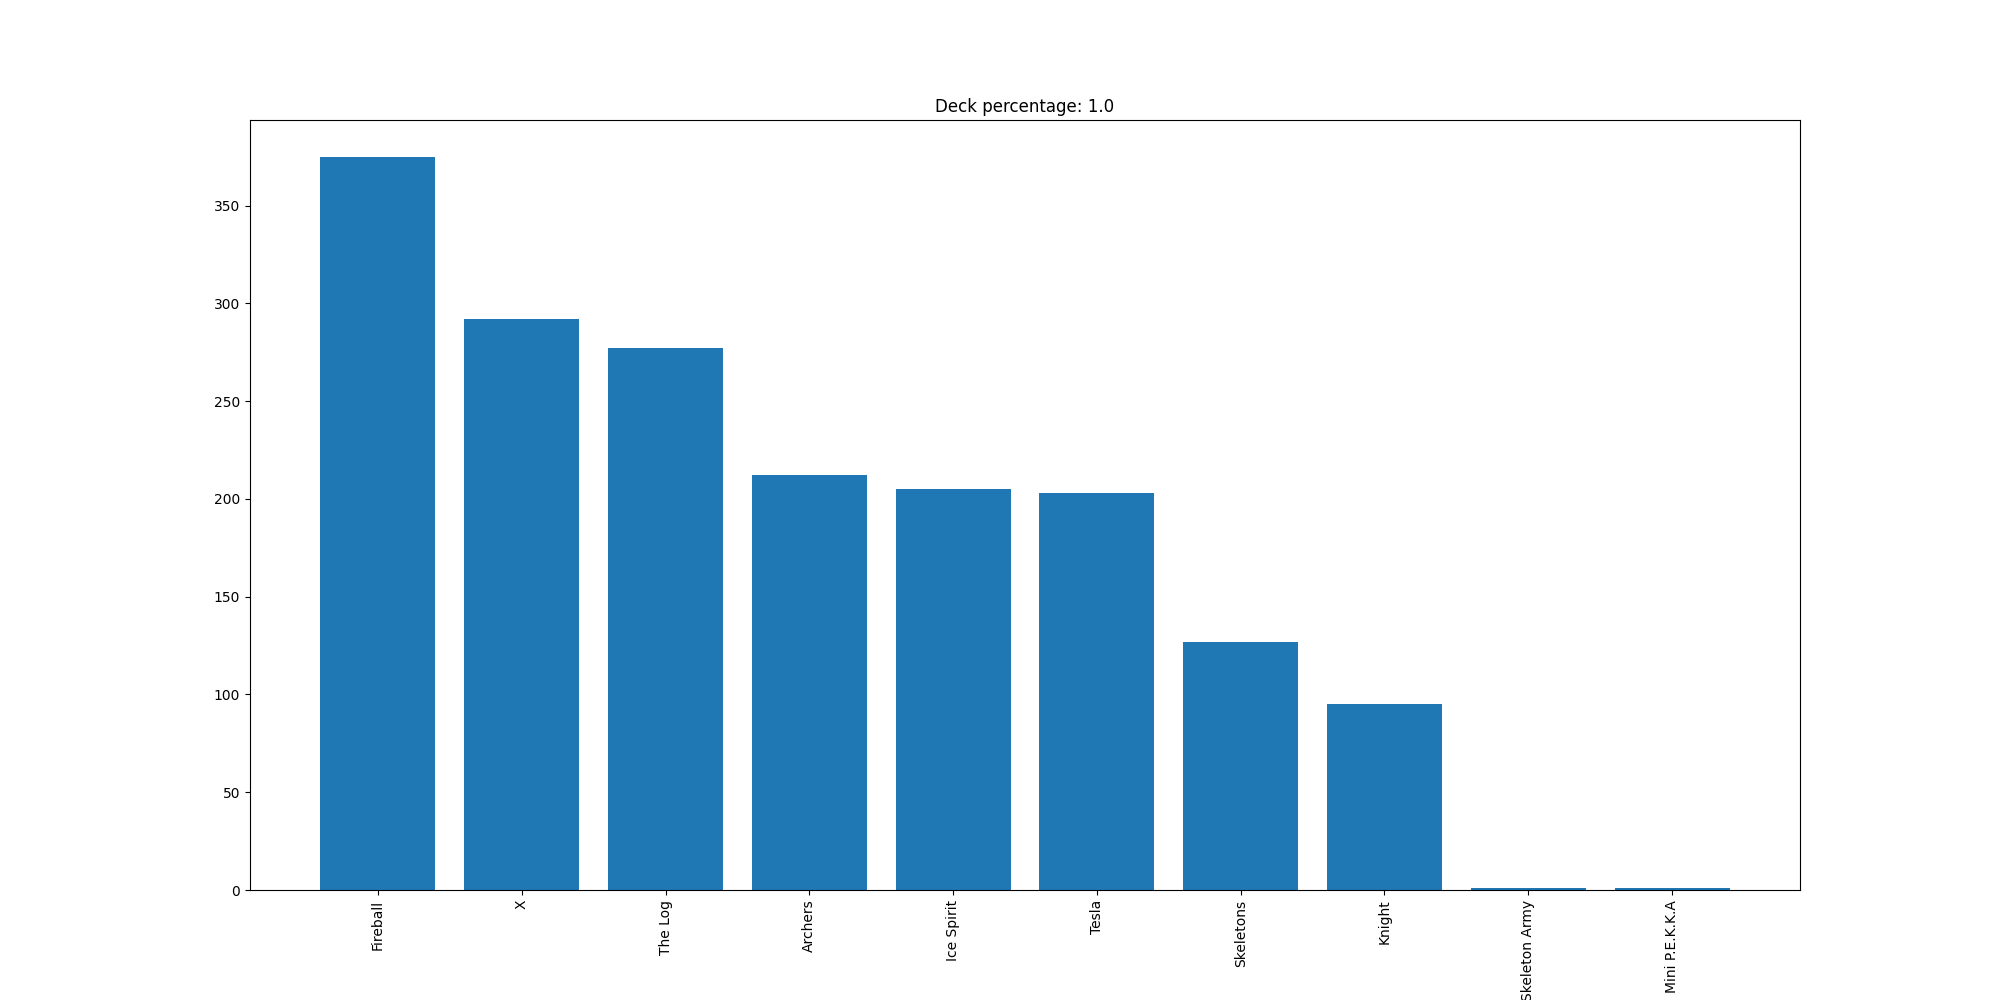 Deck percentage: 1.0
350
300
250
200
150
100
50
0
Fireball
X
The Log
Archers
Ice Spirit
Tesla
Skeletons
Knight
Skeleton Army
Mini P.E.K.K.A